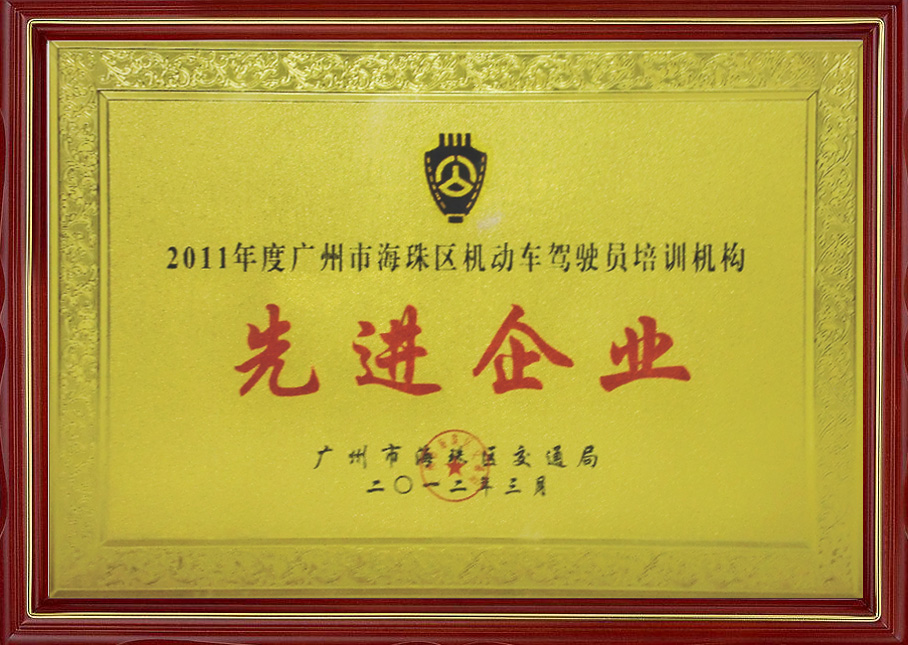 2011年度广州市海珠区机动车驾驶员培训机构
先进企业
广州市海珠区交通局
二〇一二年三月